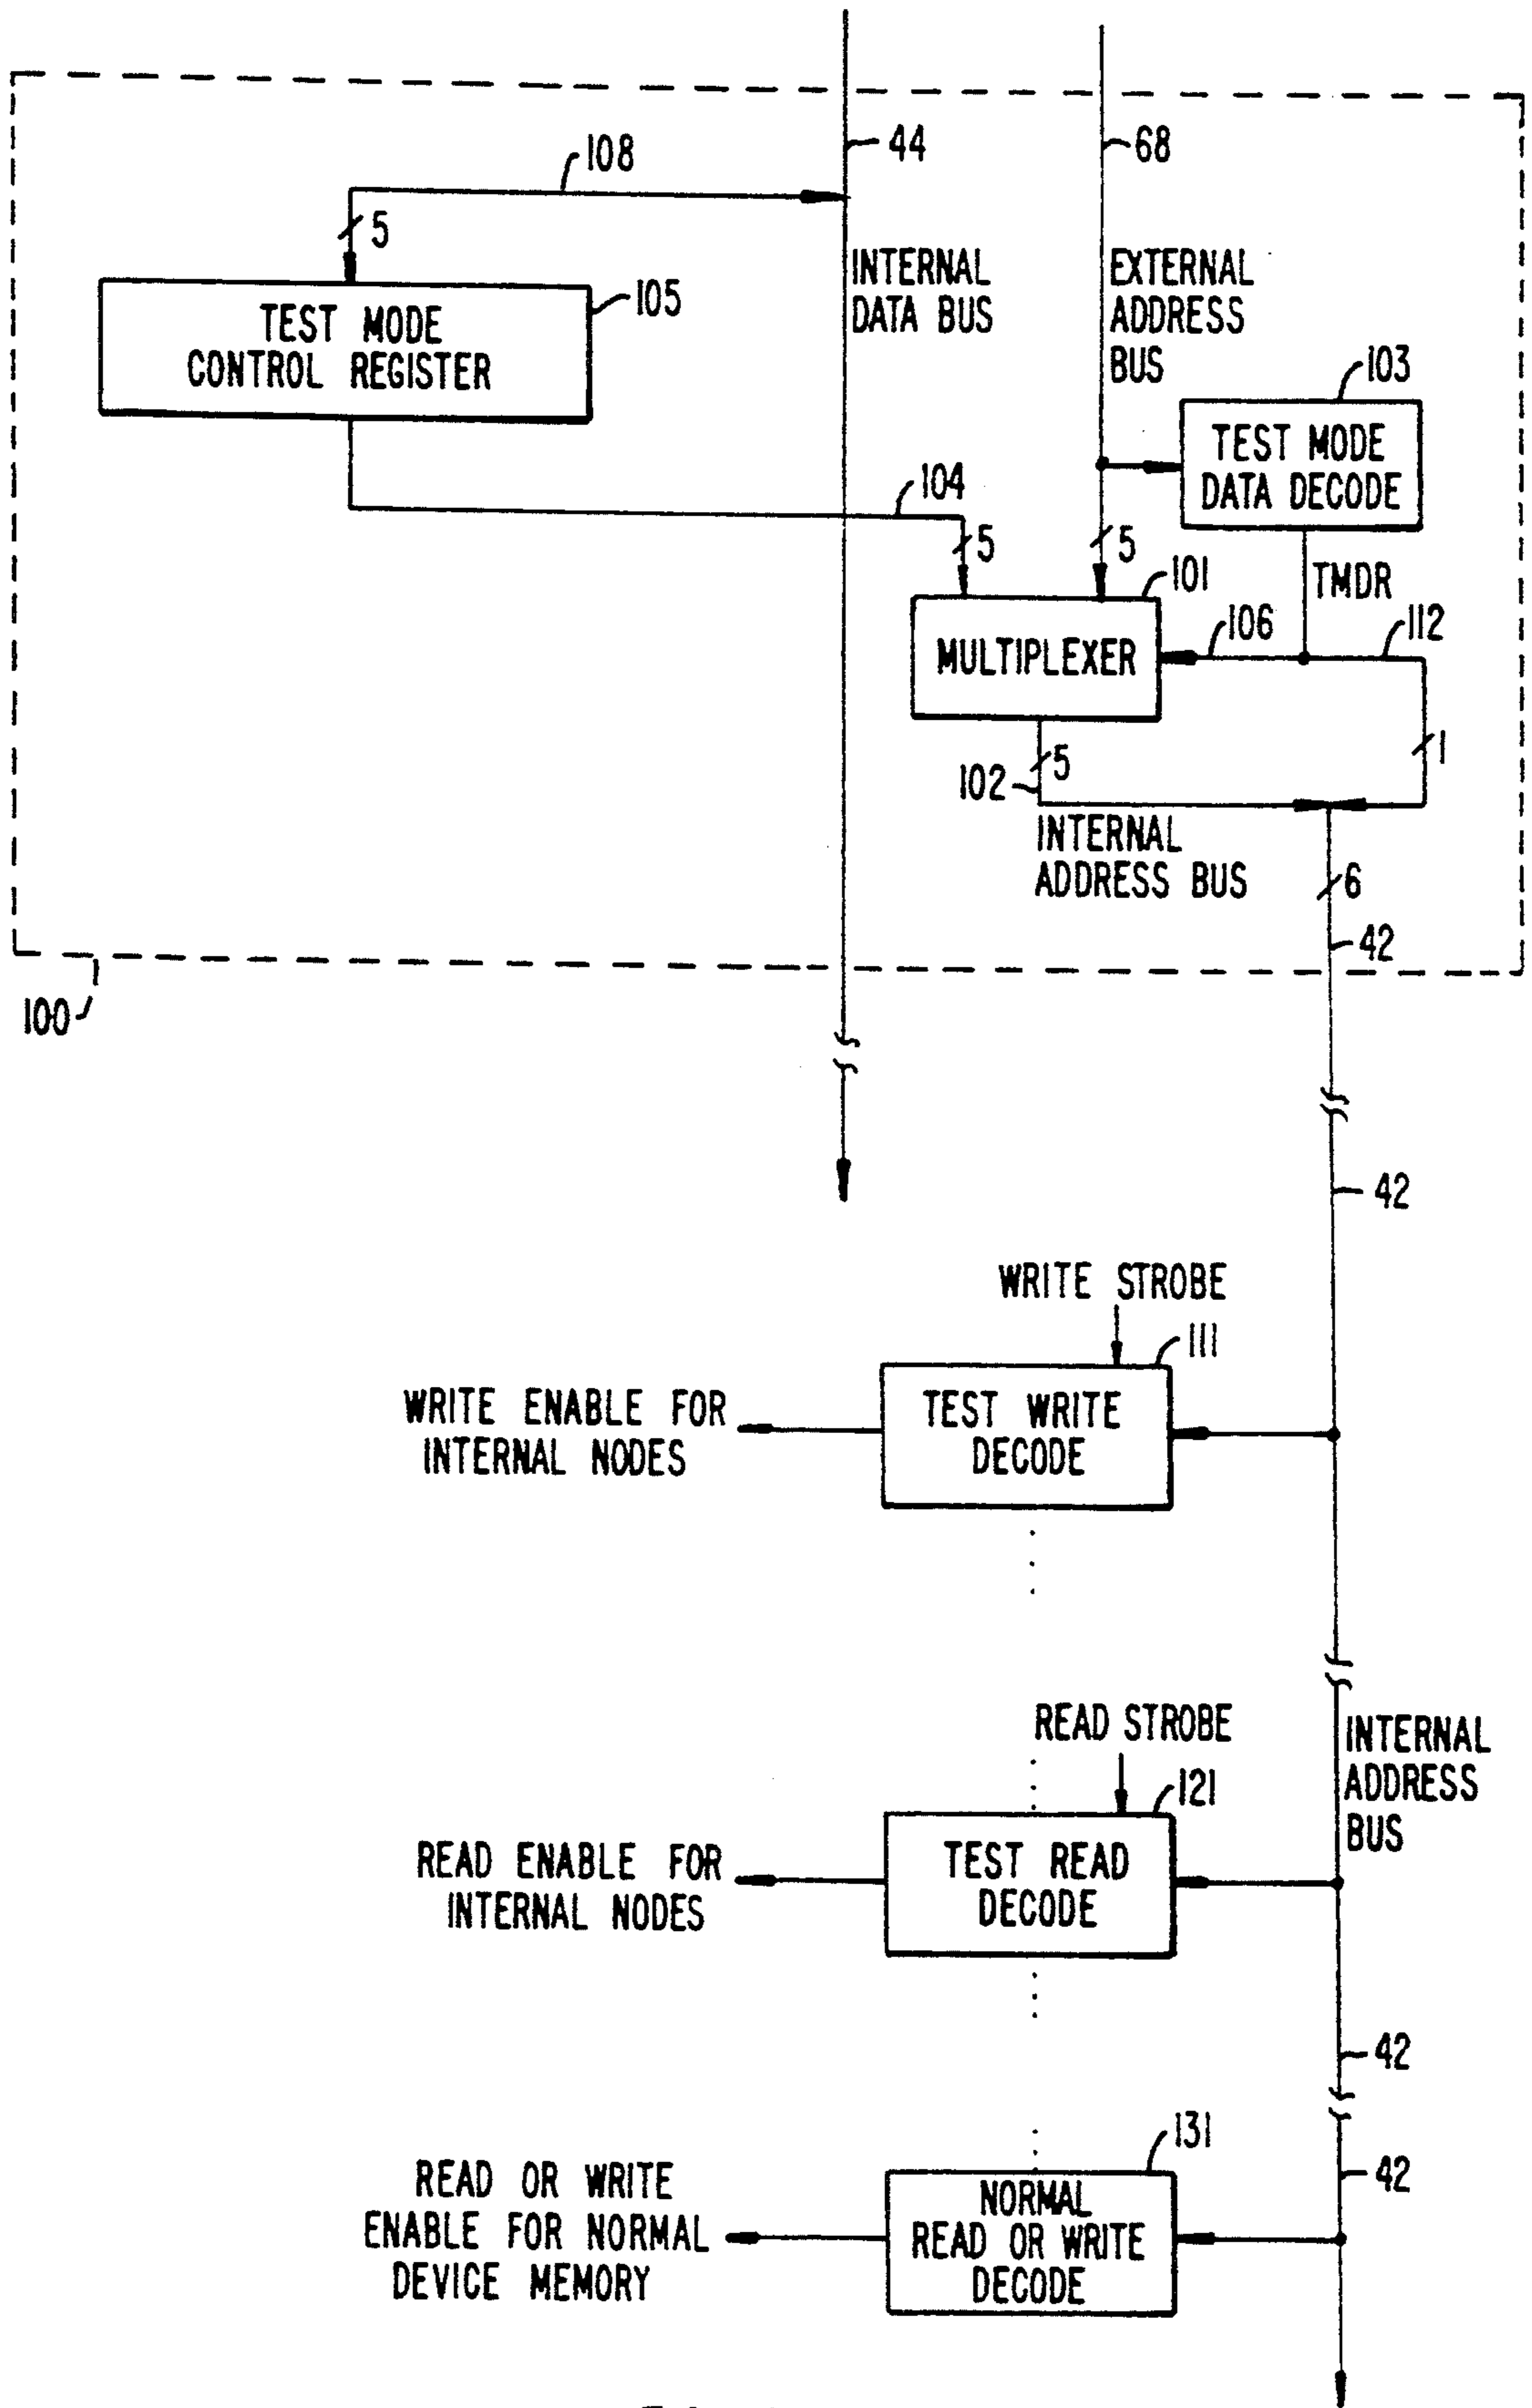 44
68
108
5
INTERNAL
DATA BUS
EXTERNAL
ADDRESS
BUS
105
TEST MODE
CONTROL REGISTER
103
TEST MODE
DATA DECODE
104
5
5
101
TMDR
106
112
MULTIPLEXER
5
1
102
INTERNAL
ADDRESS BUS
6
42
100
42
WRITE STROBE
111
WRITE ENABLE FOR
INTERNAL NODES
TEST WRITE
DECODE
READ STROBE
121
INTERNAL
ADDRESS
BUS
READ ENABLE FOR
INTERNAL NODES
TEST READ
DECODE
42
131
42
READ OR WRITE
ENABLE FOR NORMAL
DEVICE MEMORY
NORMAL
READ OR WRITE
DECODE